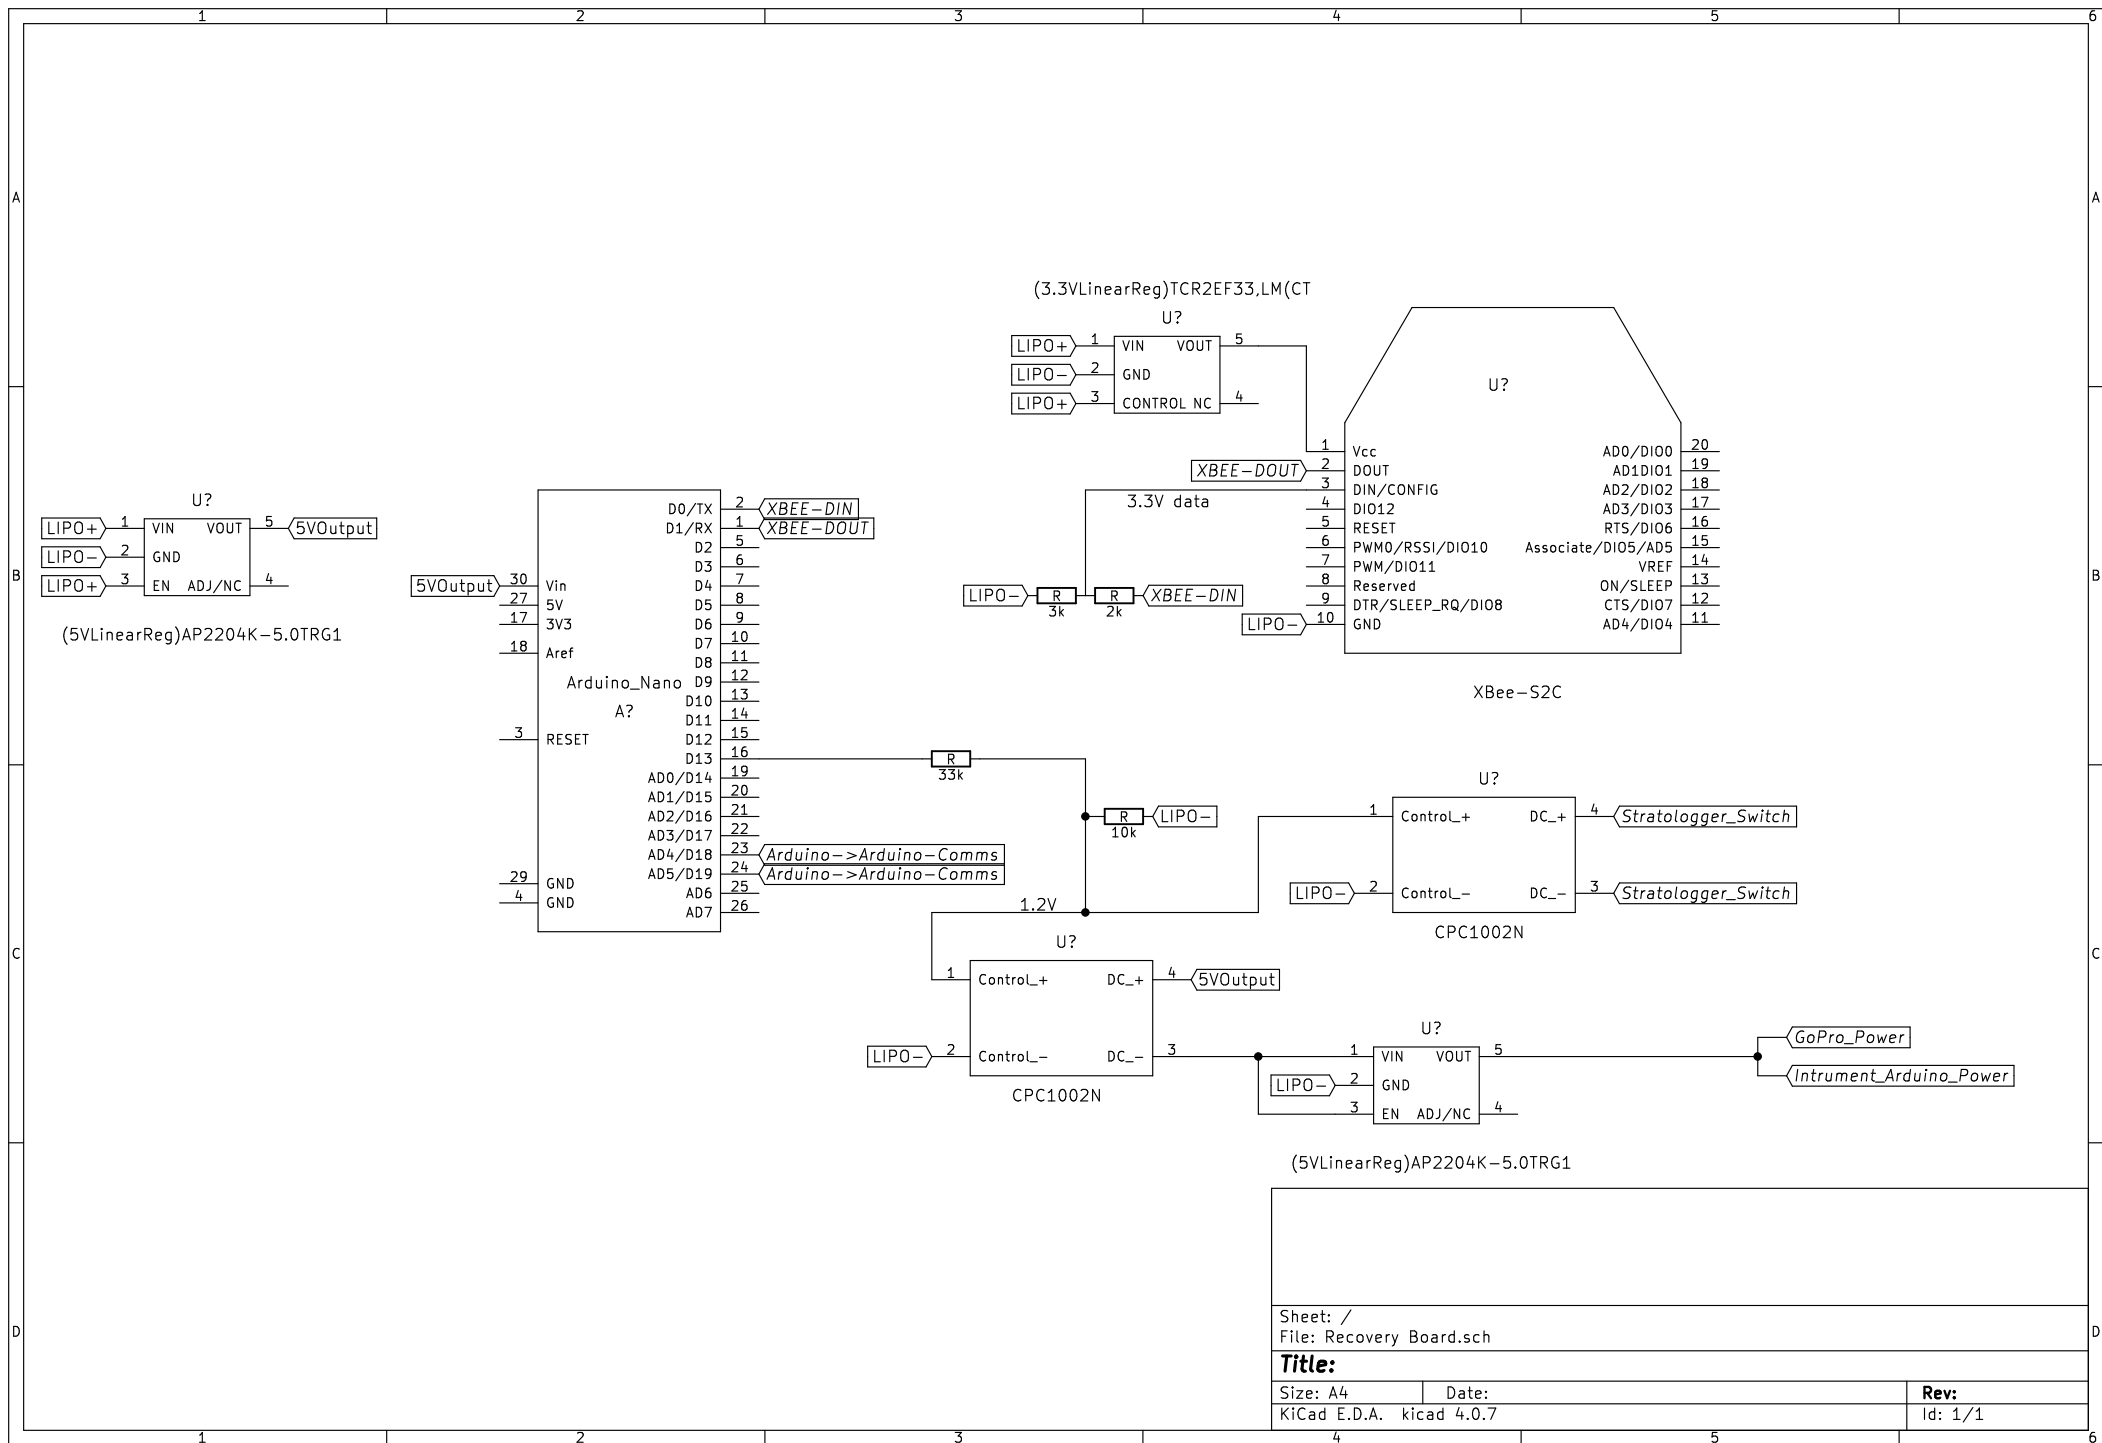 1 2 3 4 5 6
A A
(3.3VLinearReg)TCR2EF33,LM(CT
U?
LIPO+ 1 VIN VOUT 5
LIPO- 2 GND
LIPO+ 3 CONTROL NC 4
U?
1 Vcc AD0/DIO0 20
XBEE-DOUT 2 DOUT AD1DIO1 19
3 DIN/CONFIG AD2/DIO2 18
3.3V data
4 DIO12 AD3/DIO3 17
5 RESET RTS/DIO6 16
6 PWM0/RSSI/DIO10 Associate/DIO5/AD5 15
7 PWM/DIO11 VREF 14
8 Reserved ON/SLEEP 13
9 DTR/SLEEP_RQ/DIO8 CTS/DIO7 12
LIPO- 10 GND AD4/DIO4 11
XBee-S2C
LIPO- R R XBEE-DIN
3k 2k
B B
U?
LIPO+ 1 VIN VOUT 5 5VOutput
LIPO- 2 GND
LIPO+ 3 EN ADJ/NC 4
(5VLinearReg)AP2204K-5.0TRG1
D0/TX 2 XBEE-DIN
D1/RX 1 XBEE-DOUT
D2 5
D3 6
5VOutput 30 Vin D4 7
27 5V D5 8
17 3V3 D6 9
D7 10
18 Aref D8 11
Arduino_Nano D9 12
D10 13
A?
D11 14
3 RESET D12 15
D13 16
AD0/D14 19
AD1/D15 20
AD2/D16 21
AD3/D17 22
AD4/D18 23 Arduino->Arduino-Comms
AD5/D19 24 Arduino->Arduino-Comms
29 GND AD6 25
4 GND AD7 26
R
33k
R LIPO-
10k
1.2V
U?
1 Control_+ DC_+ 4 Stratologger_Switch
LIPO- 2 Control_- DC_- 3 Stratologger_Switch
CPC1002N
C C
U?
1 Control_+ DC_+ 4 5VOutput
LIPO- 2 Control_- DC_- 3
CPC1002N
U?
1 VIN VOUT 5
LIPO- 2 GND
3 EN ADJ/NC 4
(5VLinearReg)AP2204K-5.0TRG1
GoPro_Power
Intrument_Arduino_Power
D D
Sheet: /
File: Recovery Board.sch
Title:
Size: A4 Date: Rev:
KiCad E.D.A. kicad 4.0.7 Id: 1/1
1 2 3 4 5 6